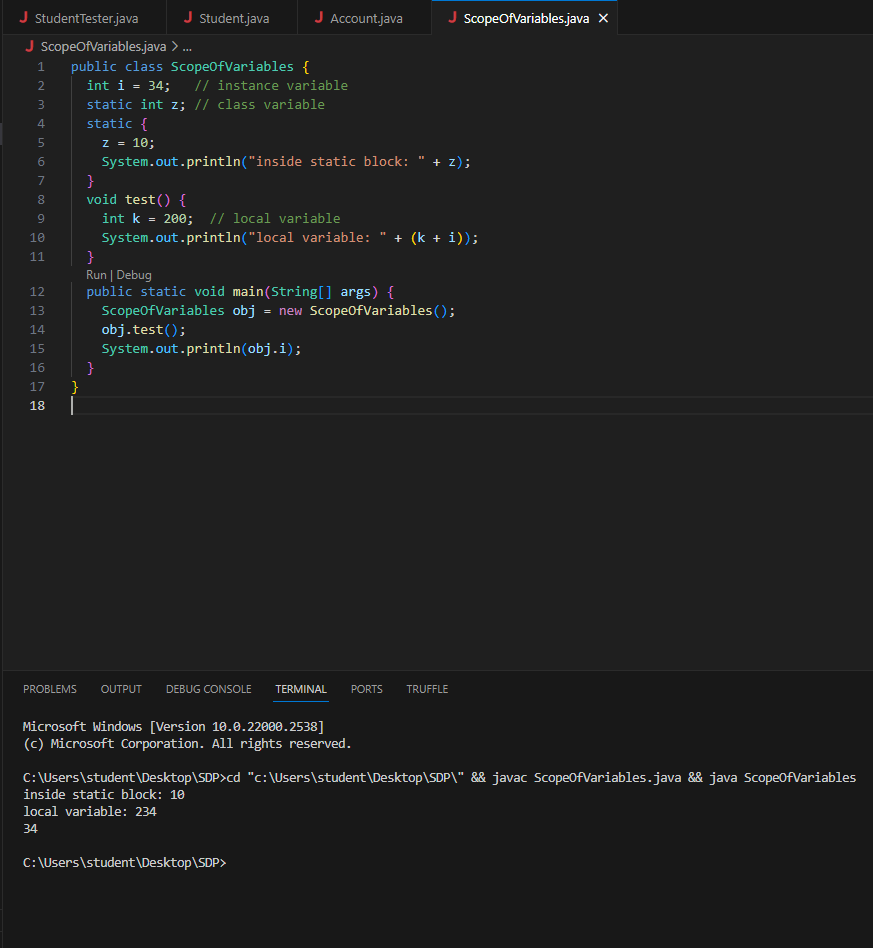 StudentTester.java Student.java Account.java ScopeOfVariables.java
ScopeOfVariables.java > ...
1 public class ScopeOfVariables {
2 int i = 34; // instance variable
3 static int z; // class variable
4 static {
5 z = 10;
6 System.out.println("inside static block: " + z);
7 }
8 void test() {
9 int k = 200; // local variable
10 System.out.println("local variable: " + (k + i));
11 }
Run | Debug
12 public static void main(String[] args) {
13 ScopeOfVariables obj = new ScopeOfVariables();
14 obj.test();
15 System.out.println(obj.i);
16 }
17 }
18
PROBLEMS OUTPUT DEBUG CONSOLE TERMINAL PORTS TRUFFLE
Microsoft Windows [Version 10.0.22000.2538]
(c) Microsoft Corporation. All rights reserved.
C:\Users\student\Desktop\SDP>cd "c:\Users\student\Desktop\SDP\" && javac ScopeOfVariables.java && java ScopeOfVariables
inside static block: 10
local variable: 234
34
C:\Users\student\Desktop\SDP>